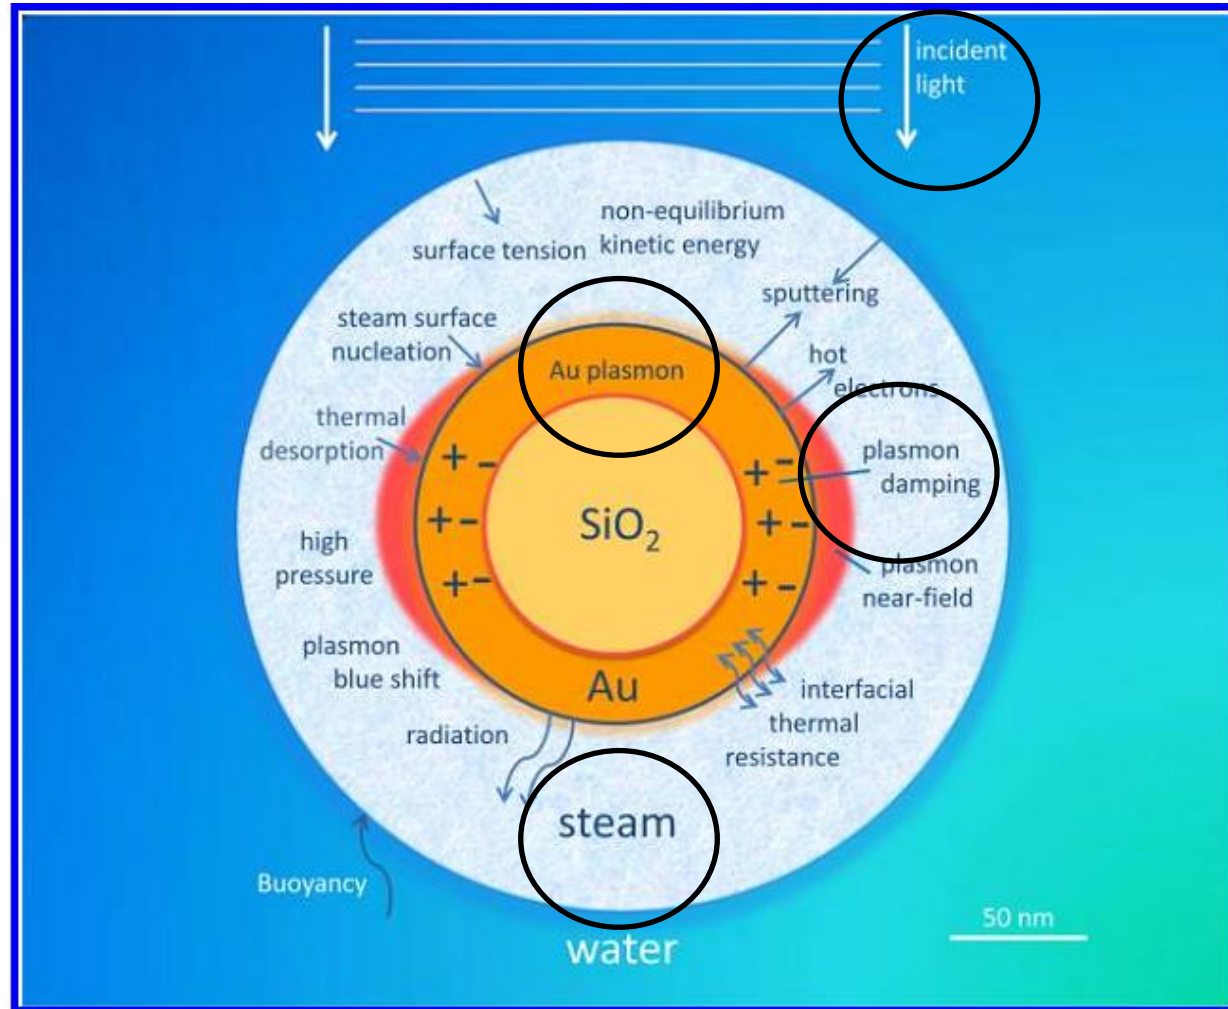 incident
light
non-equilibrium
kinetic energy
surface tension
sputtering
steam surface
nucleation
hot
electrons
Au plasmon
thermal
desorption
plasmon
damping
+ -
+ -
+ -
+ -
+ -
+ -
SiO₂
high
pressure
plasmon
near-field
plasmon
blue shift
Au
interfacial
thermal
resistance
radiation
steam
Buoyancy
50 nm
water